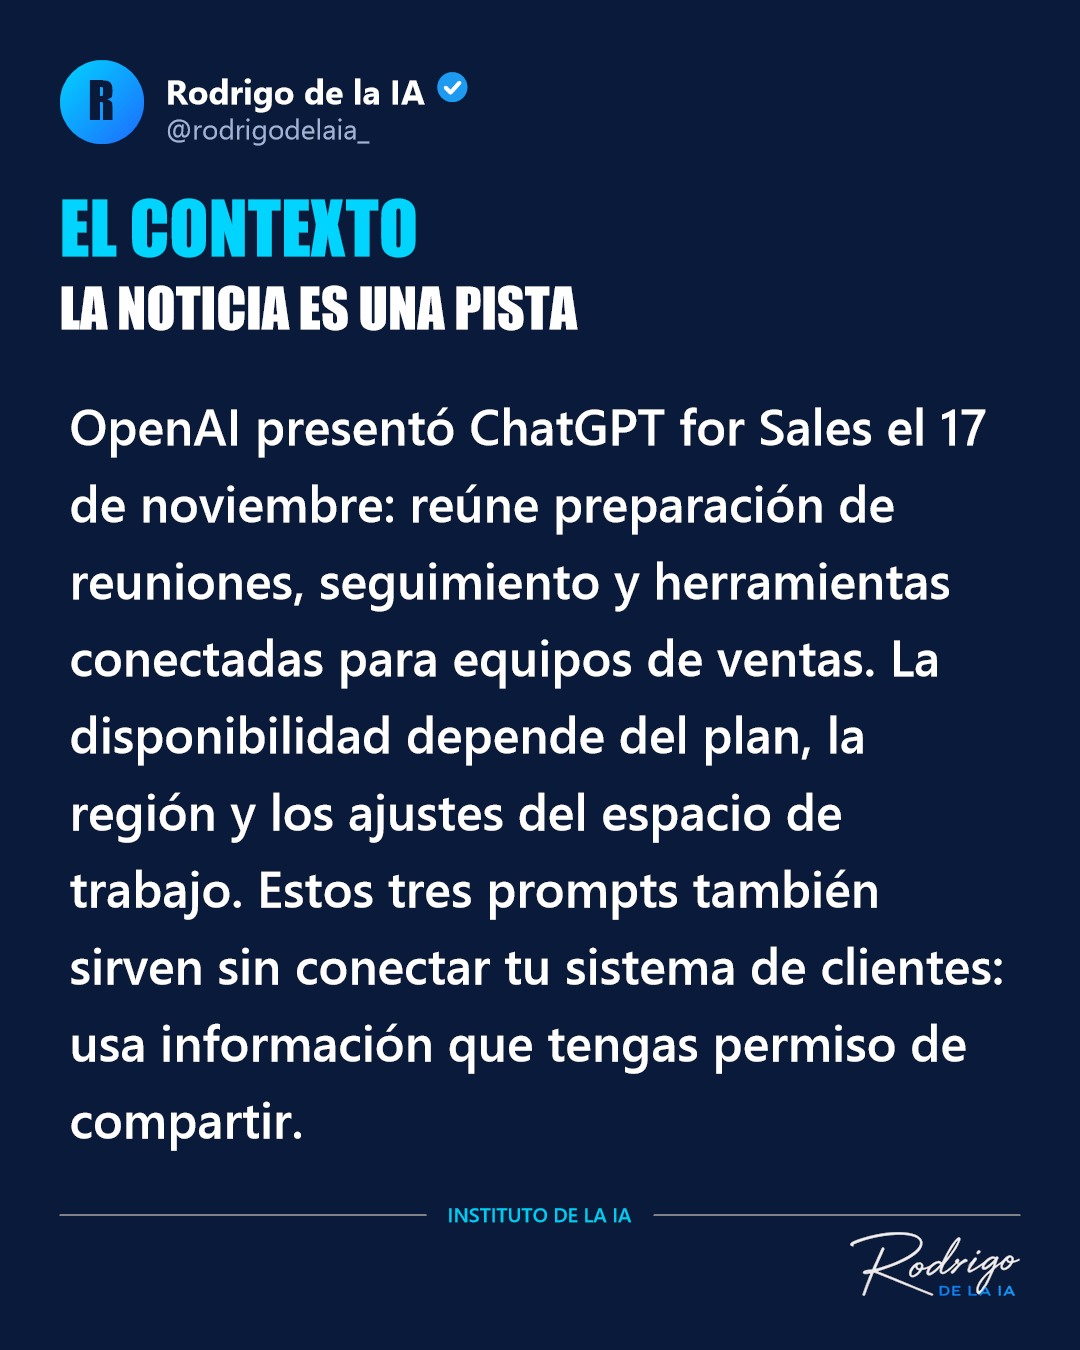 R
Rodrigo de la IA
@rodrigodelaia_
EL CONTEXTO
LA NOTICIA ES UNA PISTA
OpenAI presentó ChatGPT for Sales el 17
de noviembre: reúne preparación de
reuniones, seguimiento y herramientas
conectadas para equipos de ventas. La
disponibilidad depende del plan, la
región y los ajustes del espacio de
trabajo. Estos tres prompts también
sirven sin conectar tu sistema de clientes:
usa información que tengas permiso de
compartir.
INSTITUTO DE LA IA
Rodrigo
DE LA IA